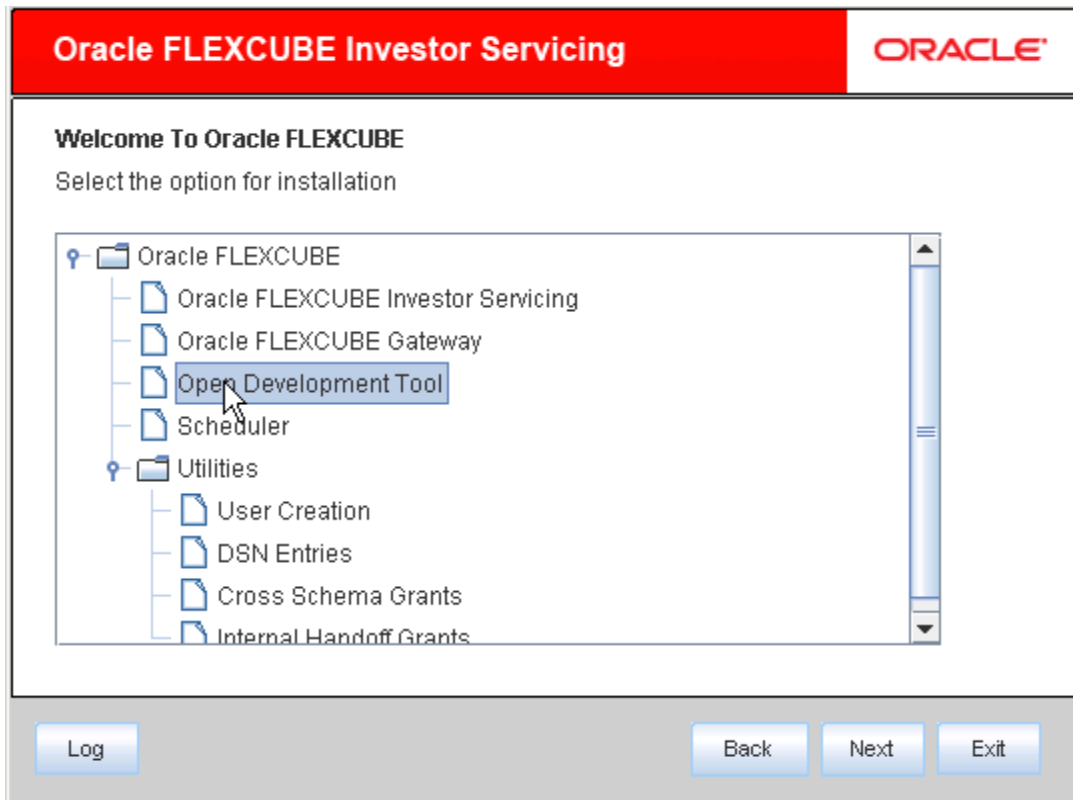 Oracle FLEXCUBE Investor Servicing
ORACLE
Welcome To Oracle FLEXCUBE
Select the option for installation
Oracle FLEXCUBE
Oracle FLEXCUBE Investor Servicing
Oracle FLEXCUBE Gateway
Open Development Tool
Scheduler
Utilities
User Creation
DSN Entries
Cross Schema Grants
Internal Handoff Grants
Log
Back
Next
Exit